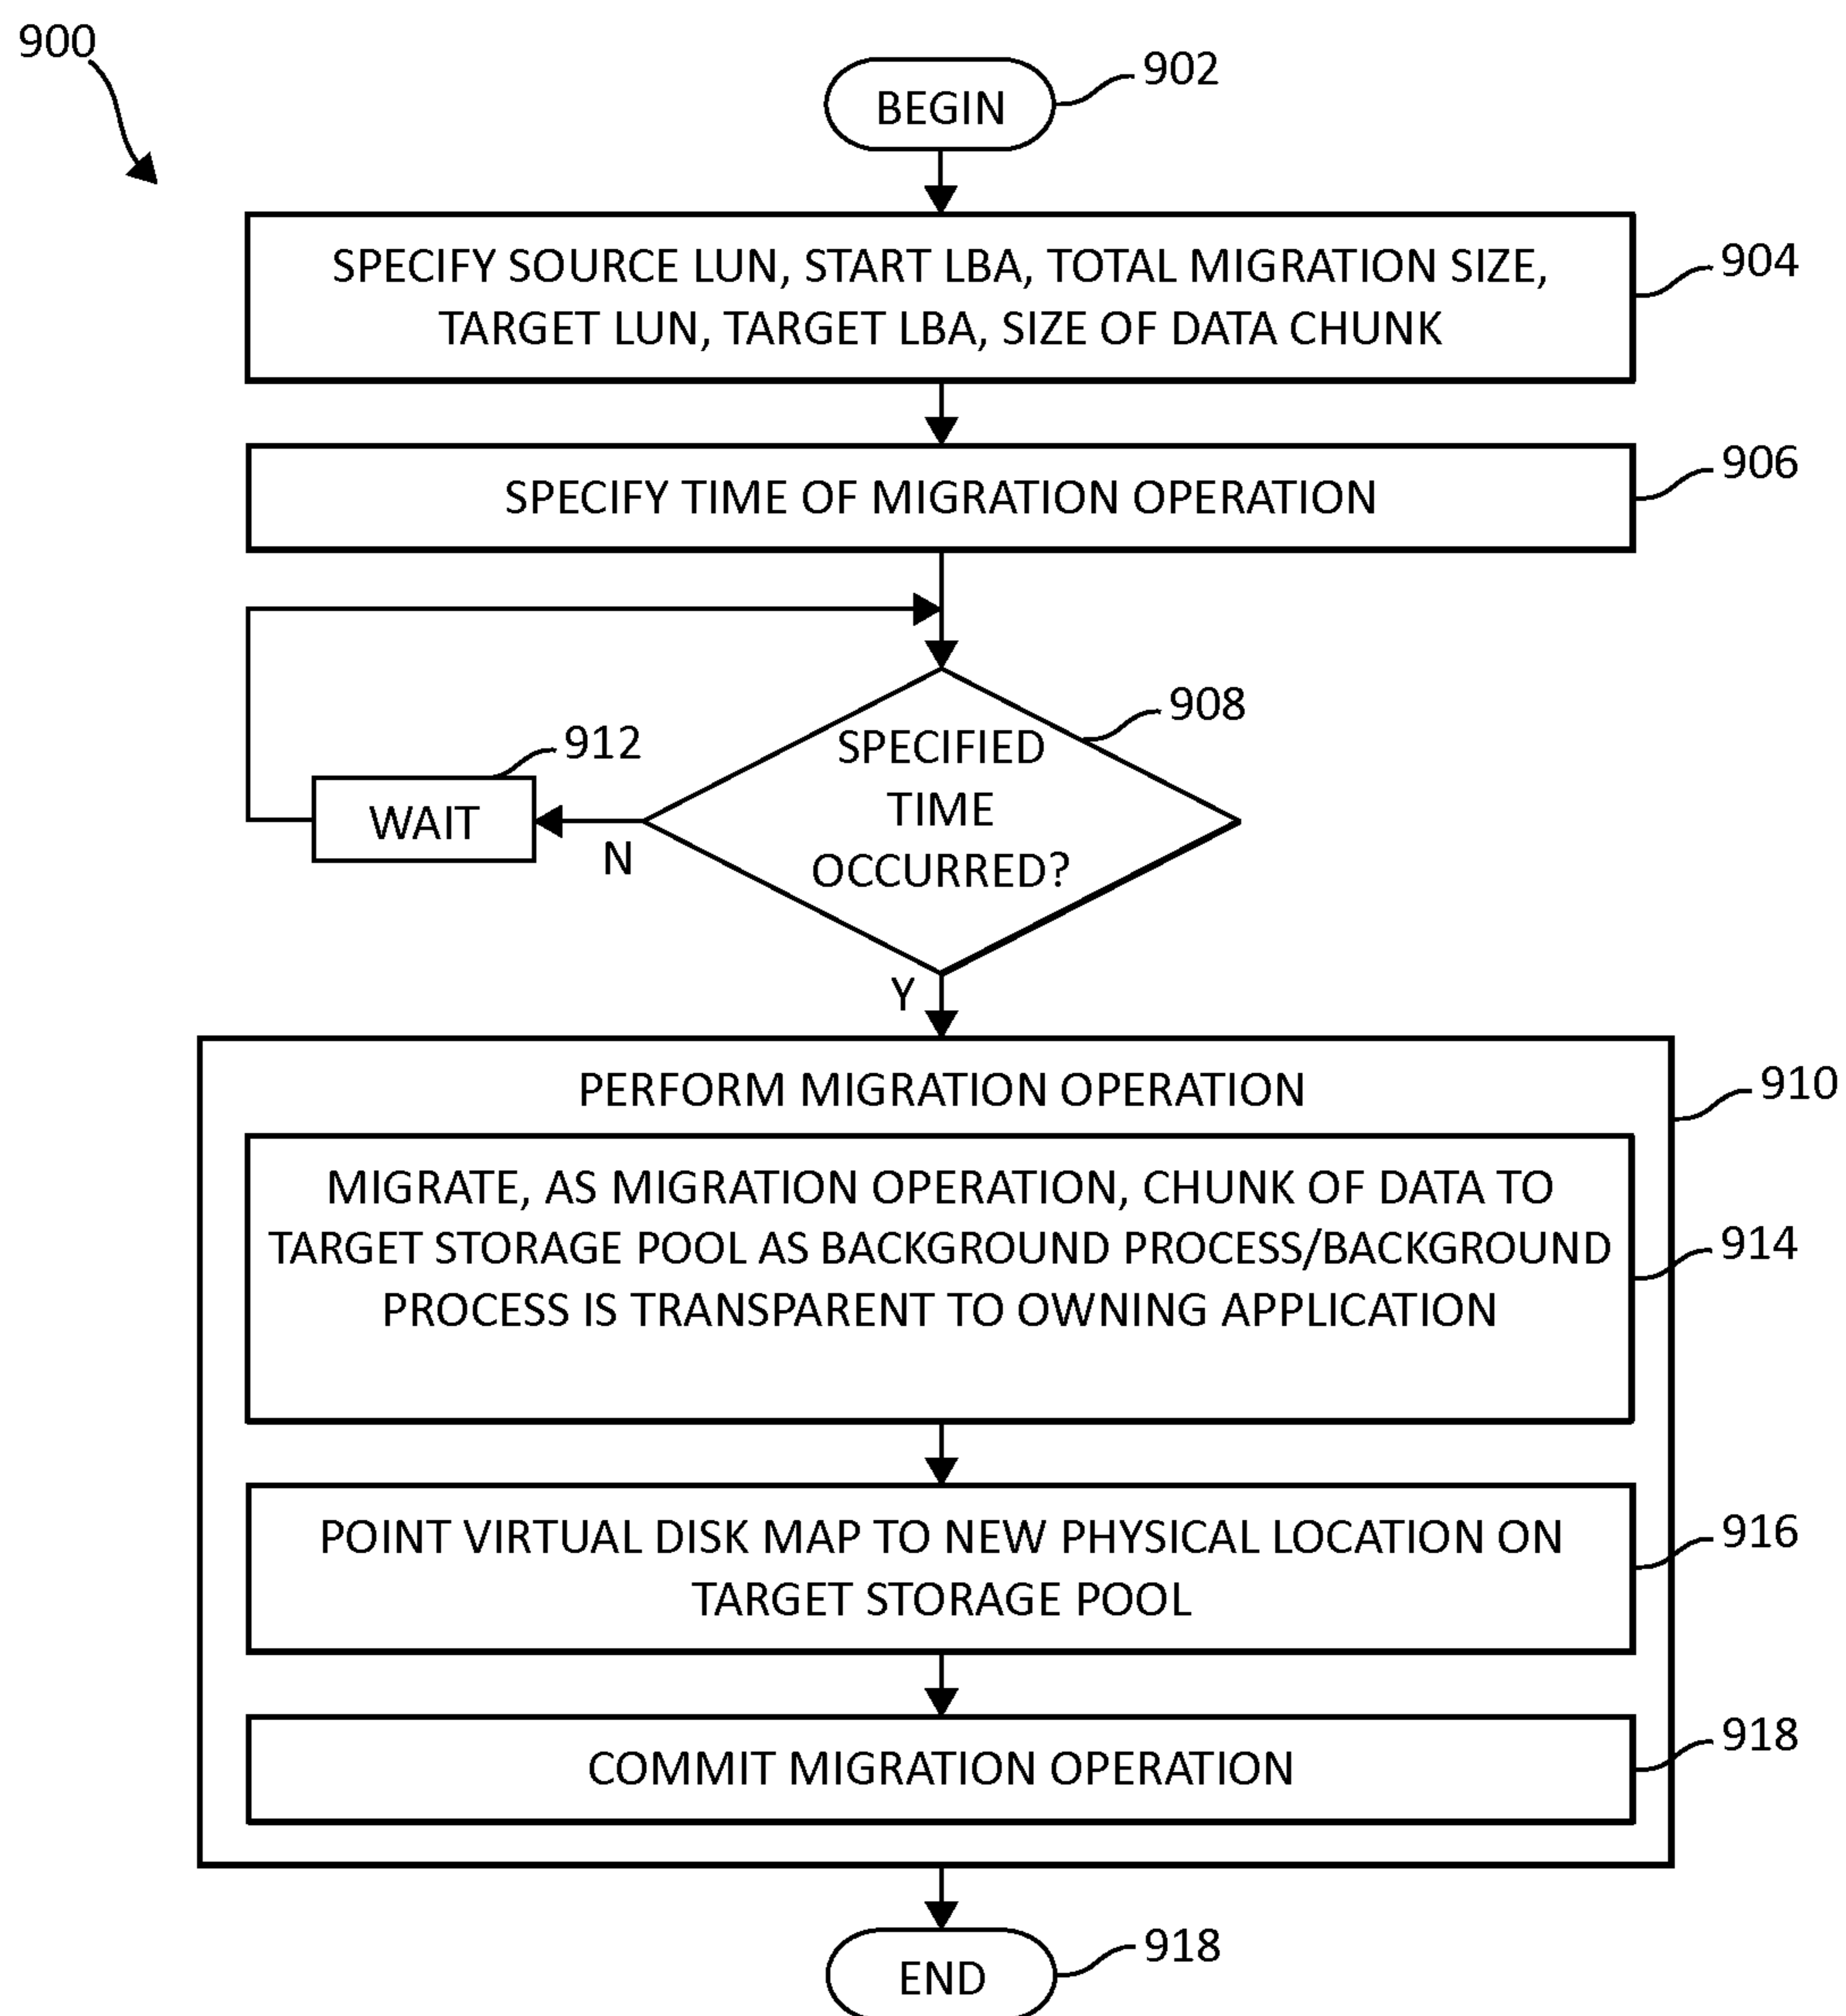 900
BEGIN
902
SPECIFY SOURCE LUN, START LBA, TOTAL MIGRATION SIZE,
TARGET LUN, TARGET LBA, SIZE OF DATA CHUNK
904
SPECIFY TIME OF MIGRATION OPERATION
906
SPECIFIED
TIME
OCCURRED?
908
912
WAIT
N
Y
PERFORM MIGRATION OPERATION
910
MIGRATE, AS MIGRATION OPERATION, CHUNK OF DATA TO
TARGET STORAGE POOL AS BACKGROUND PROCESS/BACKGROUND
PROCESS IS TRANSPARENT TO OWNING APPLICATION
914
POINT VIRTUAL DISK MAP TO NEW PHYSICAL LOCATION ON
TARGET STORAGE POOL
916
COMMIT MIGRATION OPERATION
918
END
918